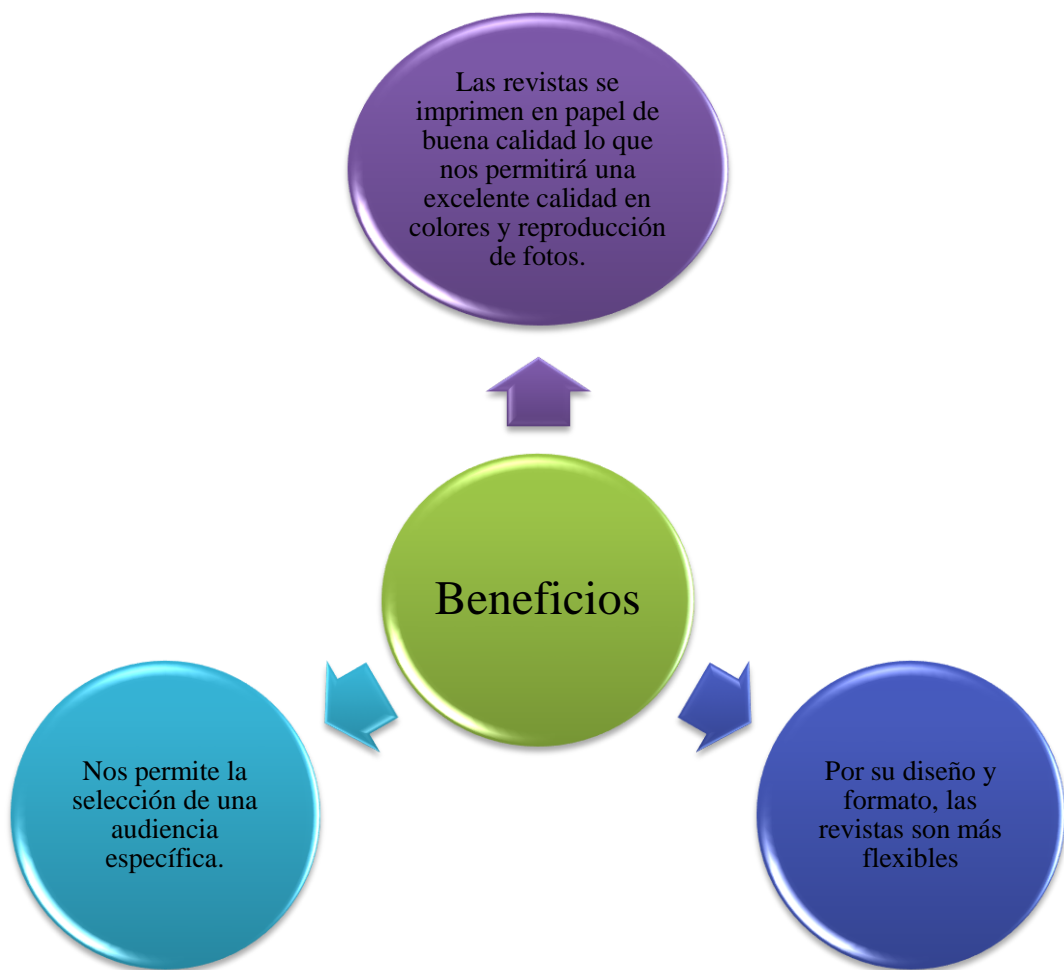 Las revistas se
imprimen en papel de
buena calidad lo que
nos permitirá una
excelente calidad en
colores y reproducción
de fotos.
Beneficios
Nos permite la
selección de una
audiencia
específica.
Por su diseño y
formato, las
revistas son más
flexibles